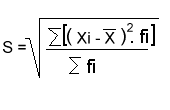 S = √ ∑[( Xi - X̅ )². fi] / ∑ fi